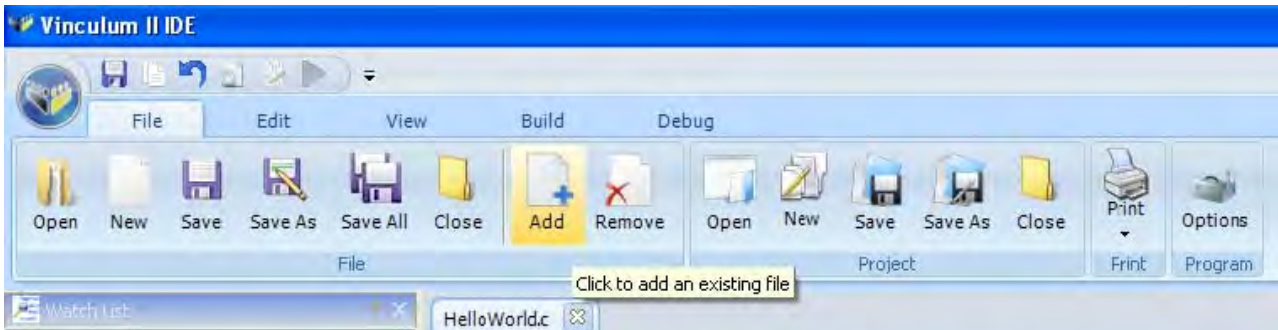 Vinculum II IDE
File Edit View Build Debug
Open New Save Save As Save All Close Add Remove Open New Save Save As Close Print Options
File Project Print Program
Click to add an existing file
Watch List HelloWorld.c